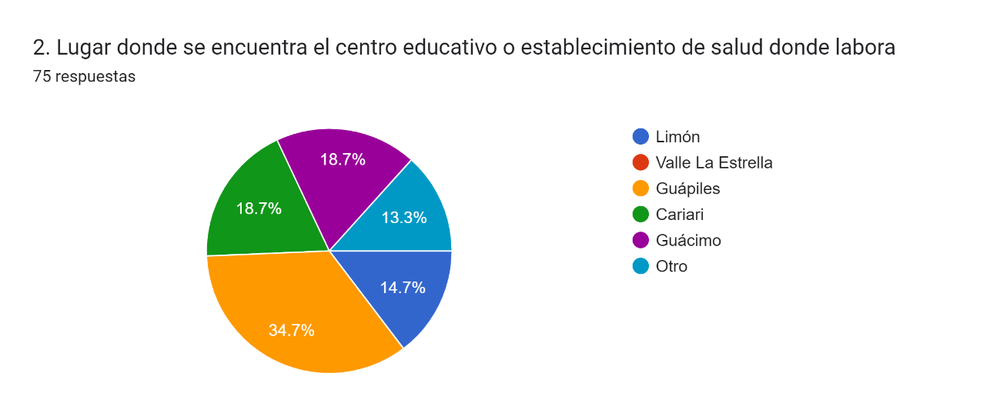 2. Lugar donde se encuentra el centro educativo o establecimiento de salud donde labora
75 respuestas
18.7%
18.7%
13.3%
14.7%
34.7%
Limón
Valle La Estrella
Guápiles
Cariari
Guácimo
Otro